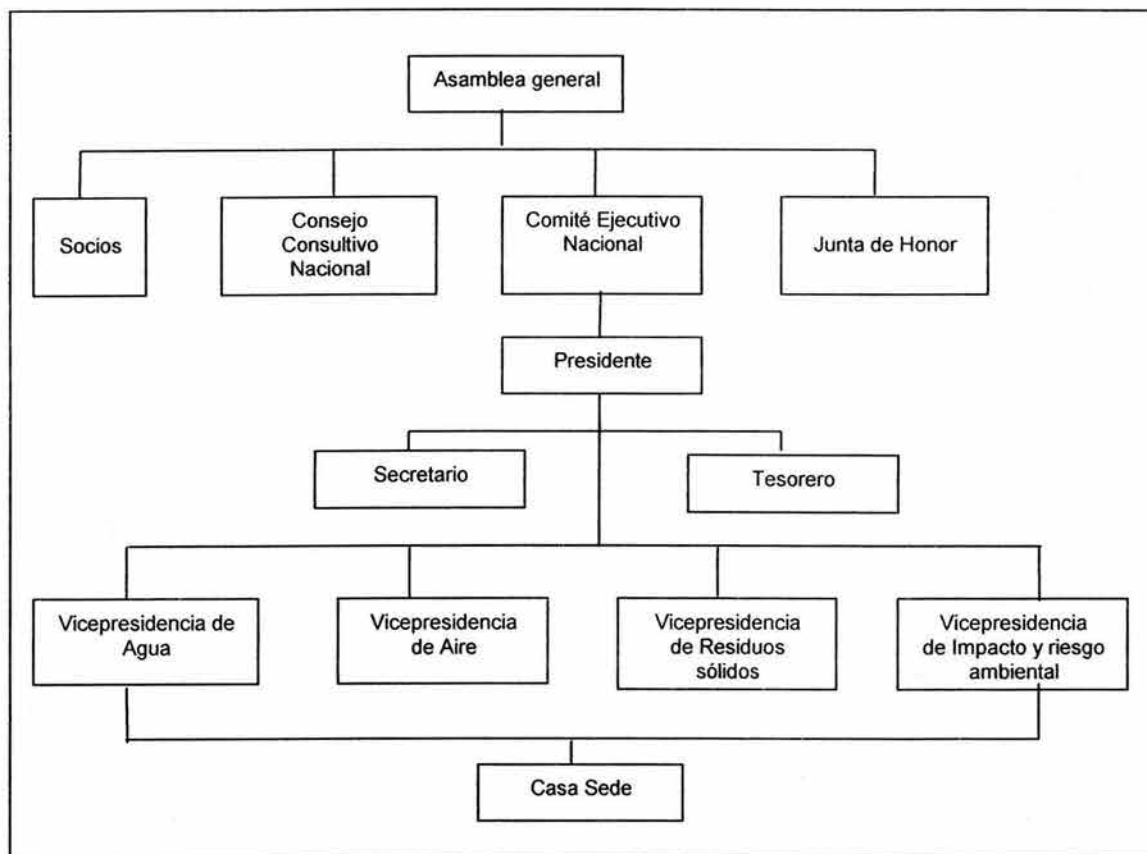 Asamblea general
Socios
Consejo
Consultivo
Nacional
Comité Ejecutivo
Nacional
Junta de Honor
Presidente
Secretario
Tesorero
Vicepresidencia de
Agua
Vicepresidencia
de Aire
Vicepresidencia
de Residuos
sólidos
Vicepresidencia
de Impacto y riesgo
ambiental
Casa Sede